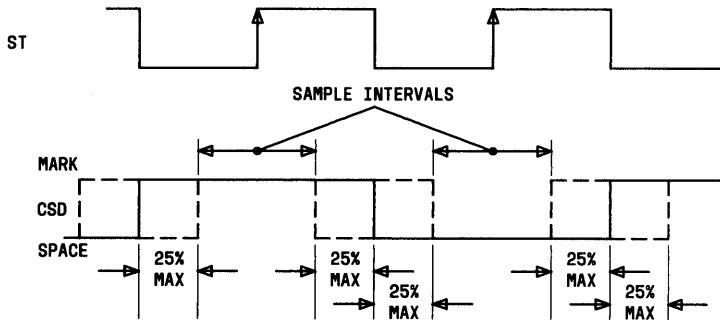 ST
SAMPLE INTERVALS
MARK
CSD
SPACE
25%
MAX
25%
MAX
25%
MAX
25%
MAX
25%
MAX